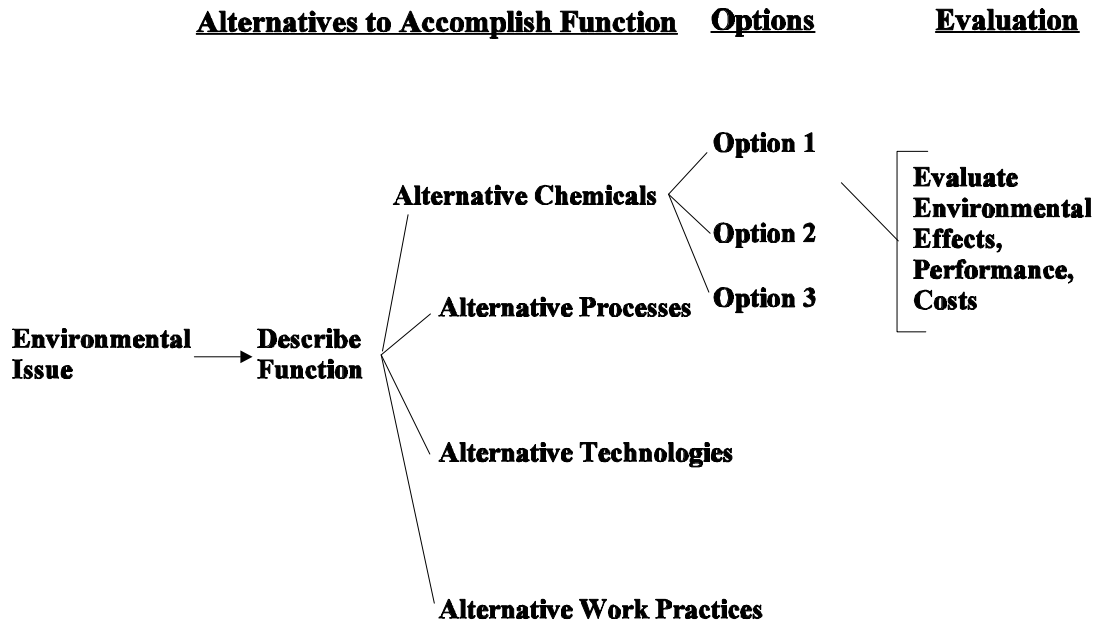 Alternatives to Accomplish Function Options Evaluation
Option 1
Alternative Chemicals
Evaluate
Environmental
Effects,
Performance,
Costs
Option 2
Option 3
Alternative Processes
Environmental
Issue
Describe
Function
Alternative Technologies
Alternative Work Practices